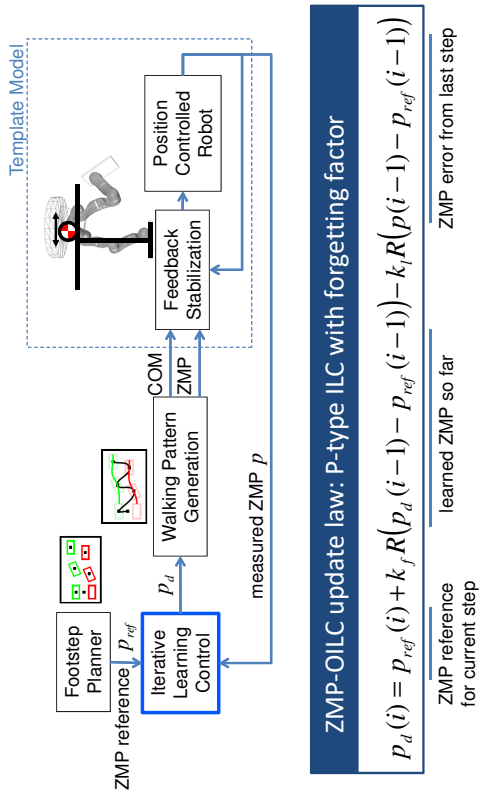 Template Model
Footstep
Planner
ZMP reference
p_ref
Iterative
Learning
Control
p_d
Walking Pattern
Generation
COM
ZMP
Feedback
Stabilization
Position
Controlled
Robot
measured ZMP p
ZMP-OILC update law: P-type ILC with forgetting factor
p_d(i) = p_ref(i) + k_f R(p_d(i−1) − p_ref(i−1)) − k_l R(p(i−1) − p_ref(i−1))
ZMP reference
for current step
learned ZMP so far
ZMP error from last step